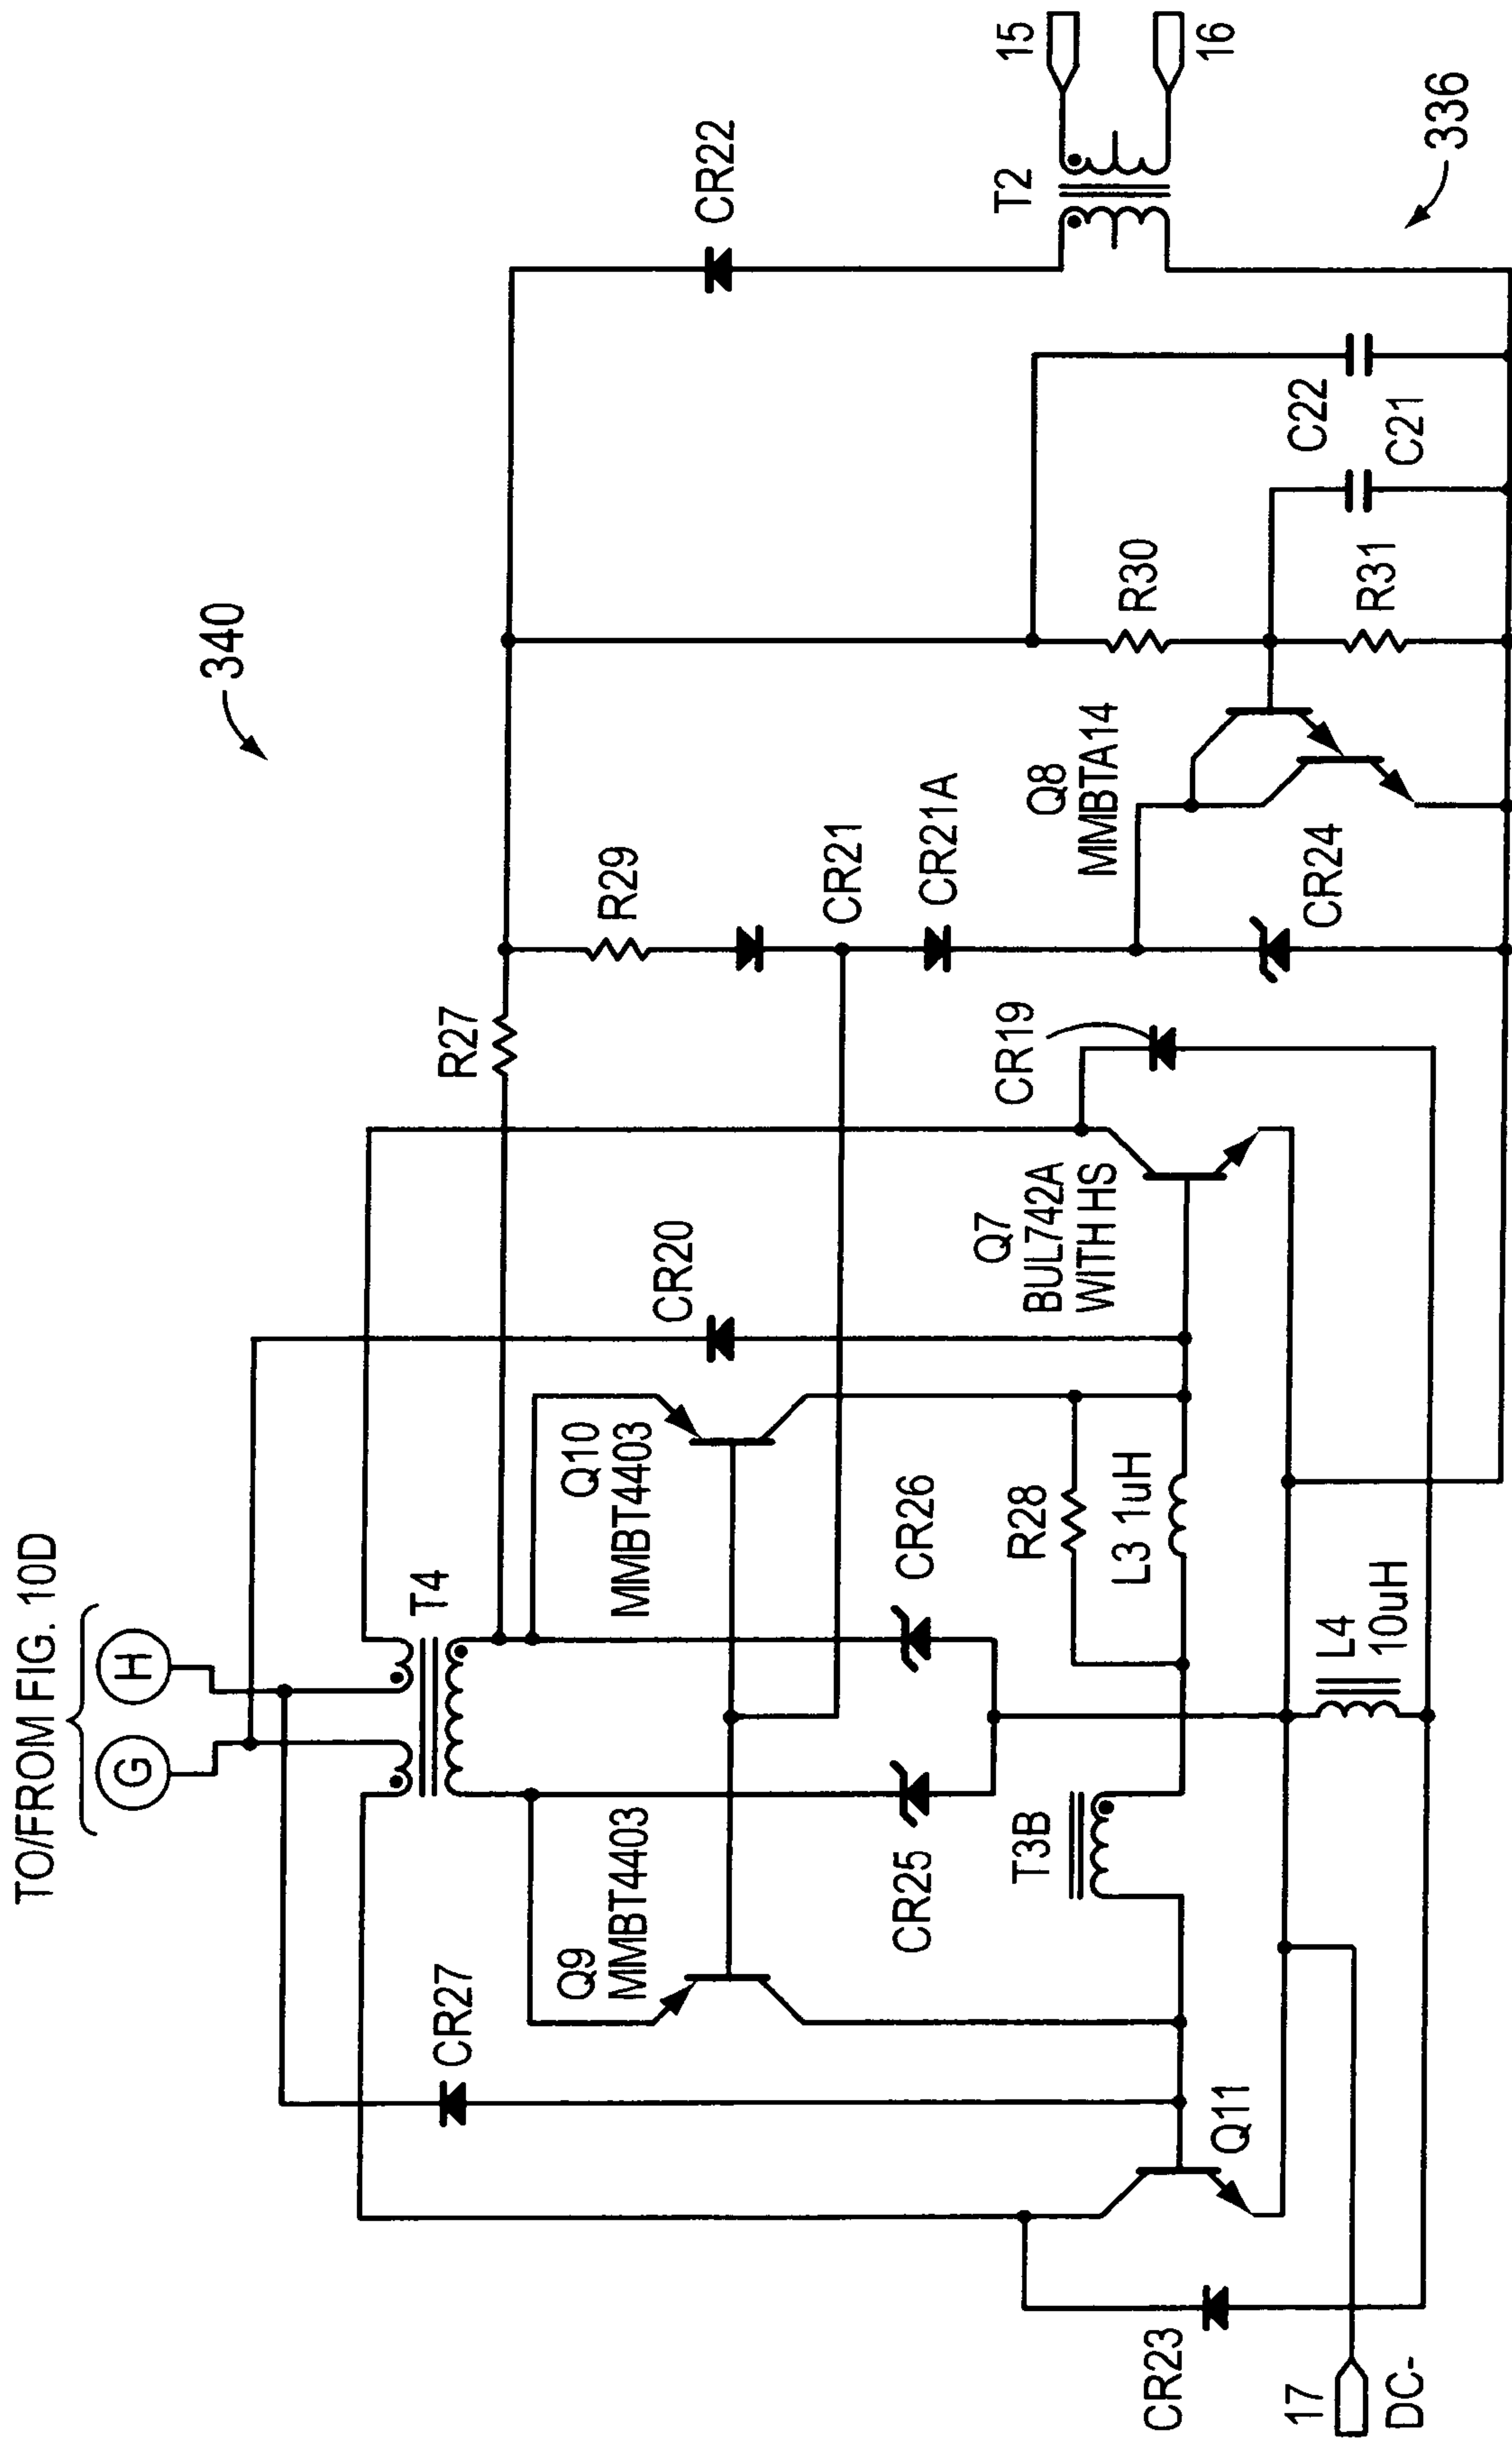 TO/FROM FIG. 10D
G
H
340
T4
R27
CR27
Q9
MMBT4403
Q10
MMBT4403
CR20
R29
CR22
CR21
CR21A
CR25
CR26
T3B
R28
L3 1uH
Q7
BUL742A
WITH HS
CR19
Q8
MMBTA14
R30
T2
15
16
CR23
Q11
CR24
R31
C22
C21
17
DC-
L4
10uH
336